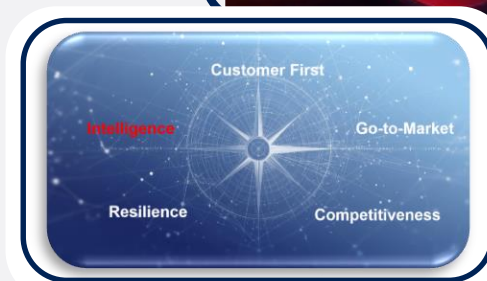 Customer First
Intelligence
Go-to-Market
Resilience
Competitiveness